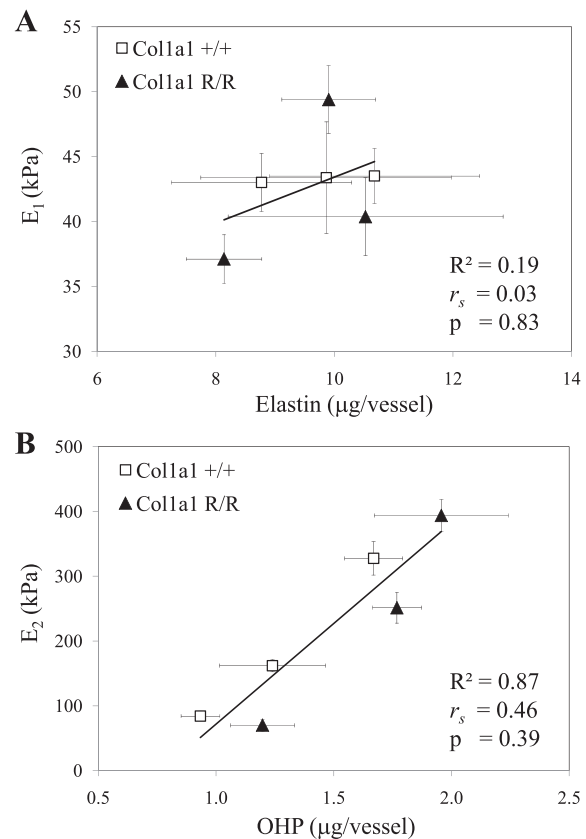 A
Col1a1 +/+
Col1a1 R/R
55
50
45
40
35
30
E₁ (kPa)
R² = 0.19
rₛ = 0.03
p = 0.83
6 8 10 12 14
Elastin (μg/vessel)
B
Col1a1 +/+
Col1a1 R/R
500
400
300
200
100
0
E₂ (kPa)
R² = 0.87
rₛ = 0.46
p = 0.39
0.5 1.0 1.5 2.0 2.5
OHP (μg/vessel)